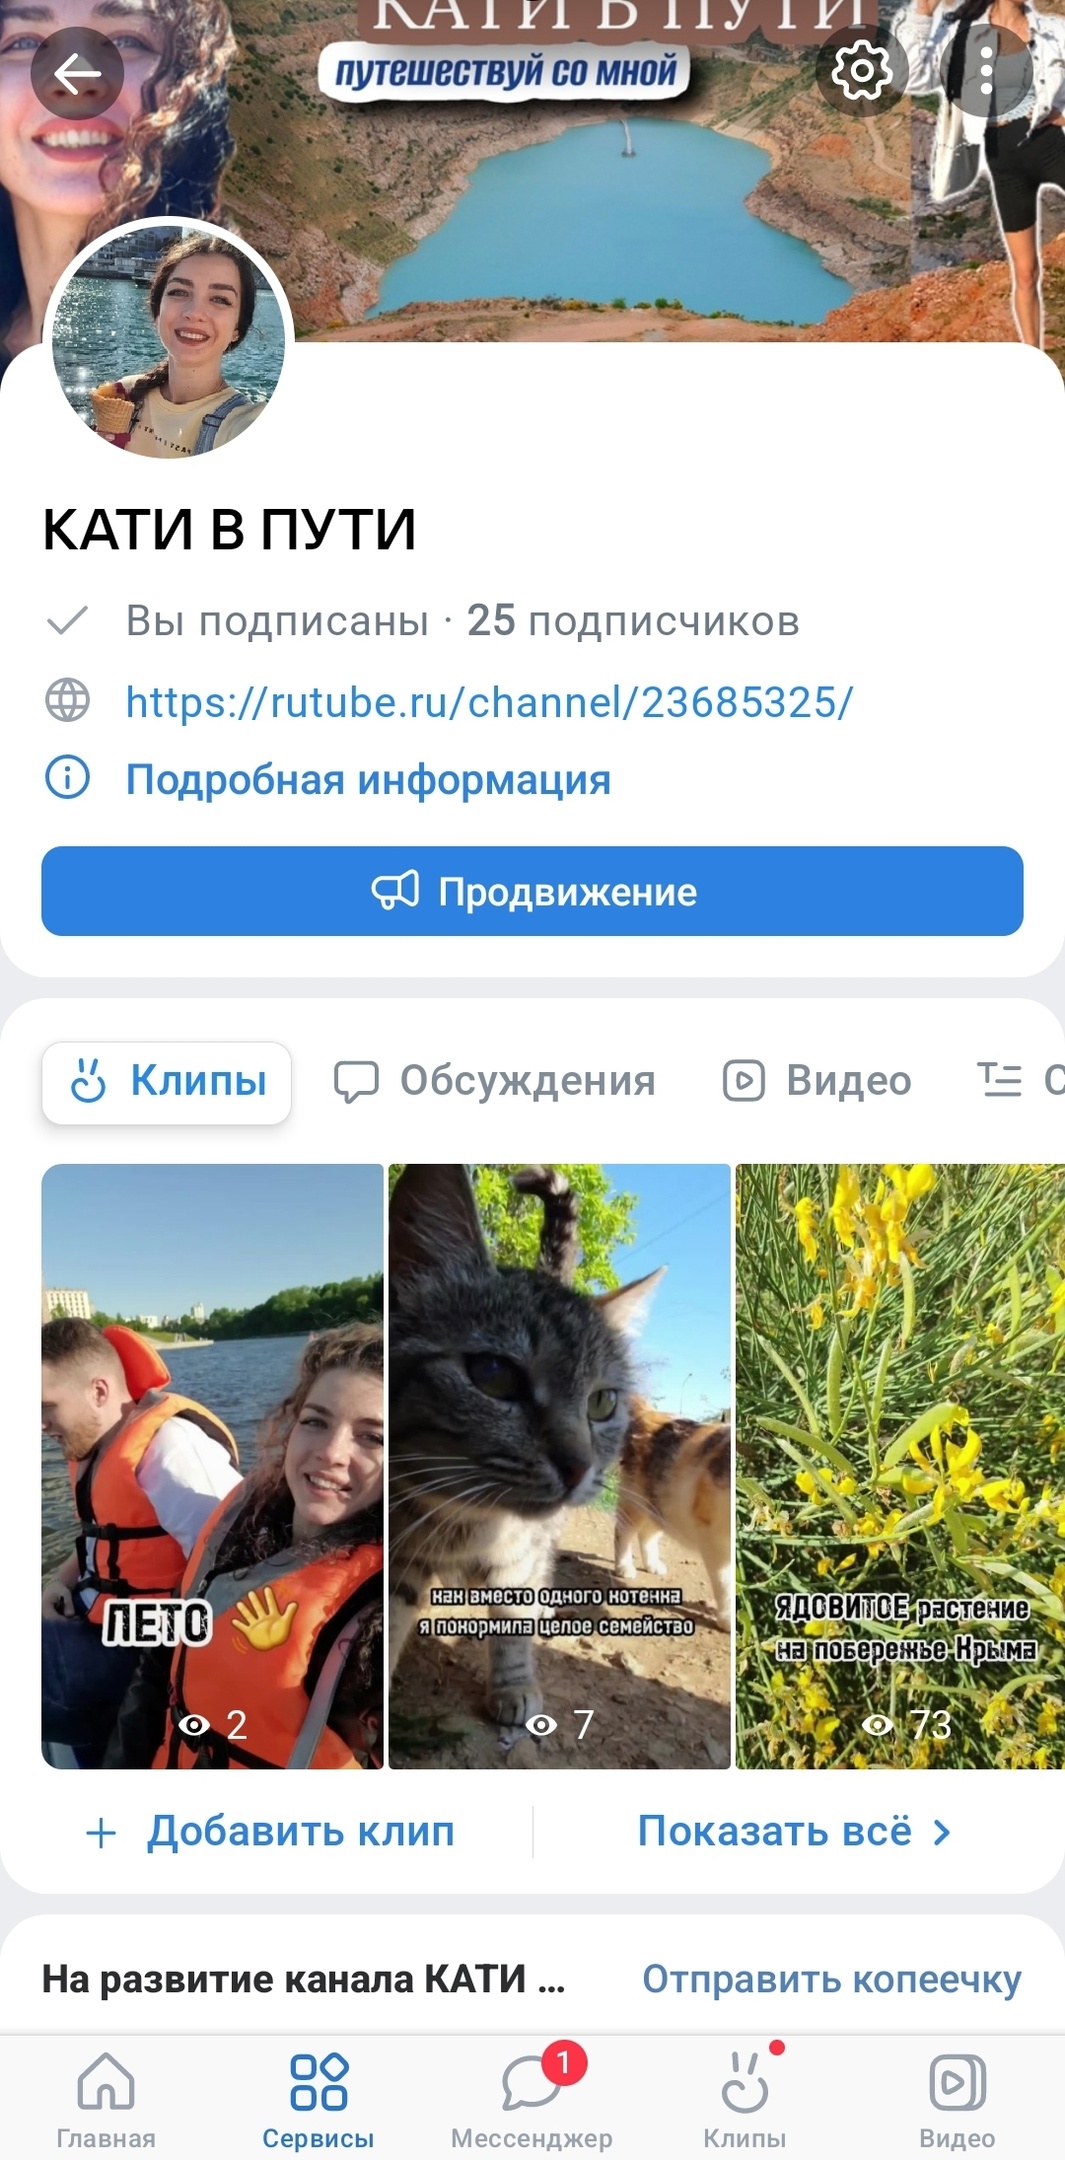 КАТИ В ПУТИ
путешествуй со мной
КАТИ В ПУТИ
Вы подписаны · 25 подписчиков
https://rutube.ru/channel/23685325/
Подробная информация
Продвижение
Клипы Обсуждения Видео
ЛЕТО 👋
2
как вместо одного котенка
я покормила целое семейство
7
ЯДОВИТОЕ растение
на побережье Крыма
73
+ Добавить клип
Показать всё >
На развитие канала КАТИ ...
Отправить копеечку
1
Главная Сервисы Мессенджер Клипы Видео